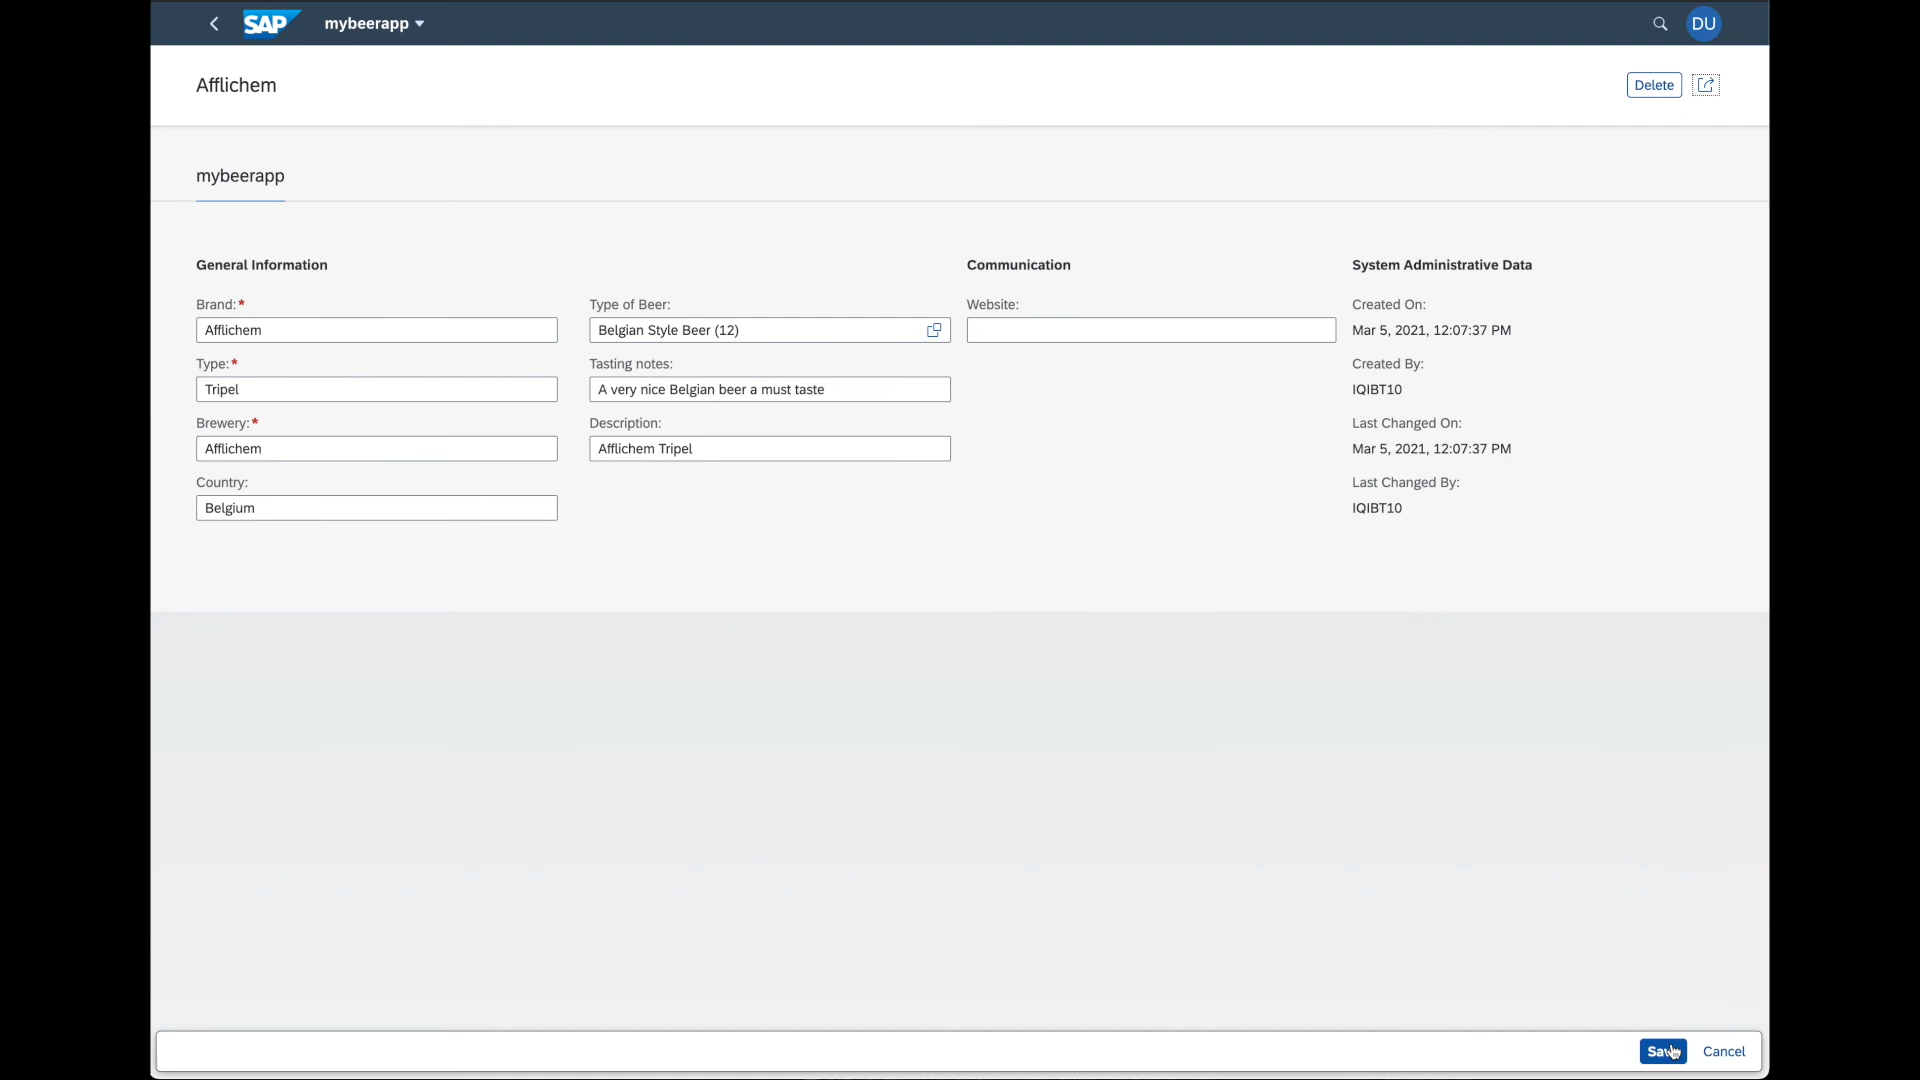 SAP mybeerapp DU
Afflichem Delete
mybeerapp
General Information Communication System Administrative Data
Brand:* Type of Beer: Website: Created On:
Afflichem Belgian Style Beer (12) Mar 5, 2021, 12:07:37 PM
Type:* Tasting notes: Created By:
Tripel A very nice Belgian beer a must taste IQIBT10
Brewery:* Description: Last Changed On:
Afflichem Afflichem Tripel Mar 5, 2021, 12:07:37 PM
Country: Last Changed By:
Belgium IQIBT10
Cancel